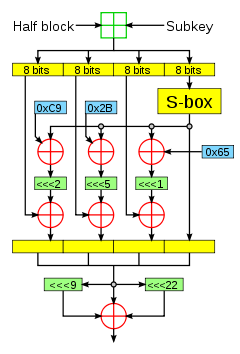 Half block Subkey
8 bits 8 bits 8 bits 8 bits
S-box
0xC9 0x2B
0x65
<<<2 <<<5 <<<1
<<<9 <<<22